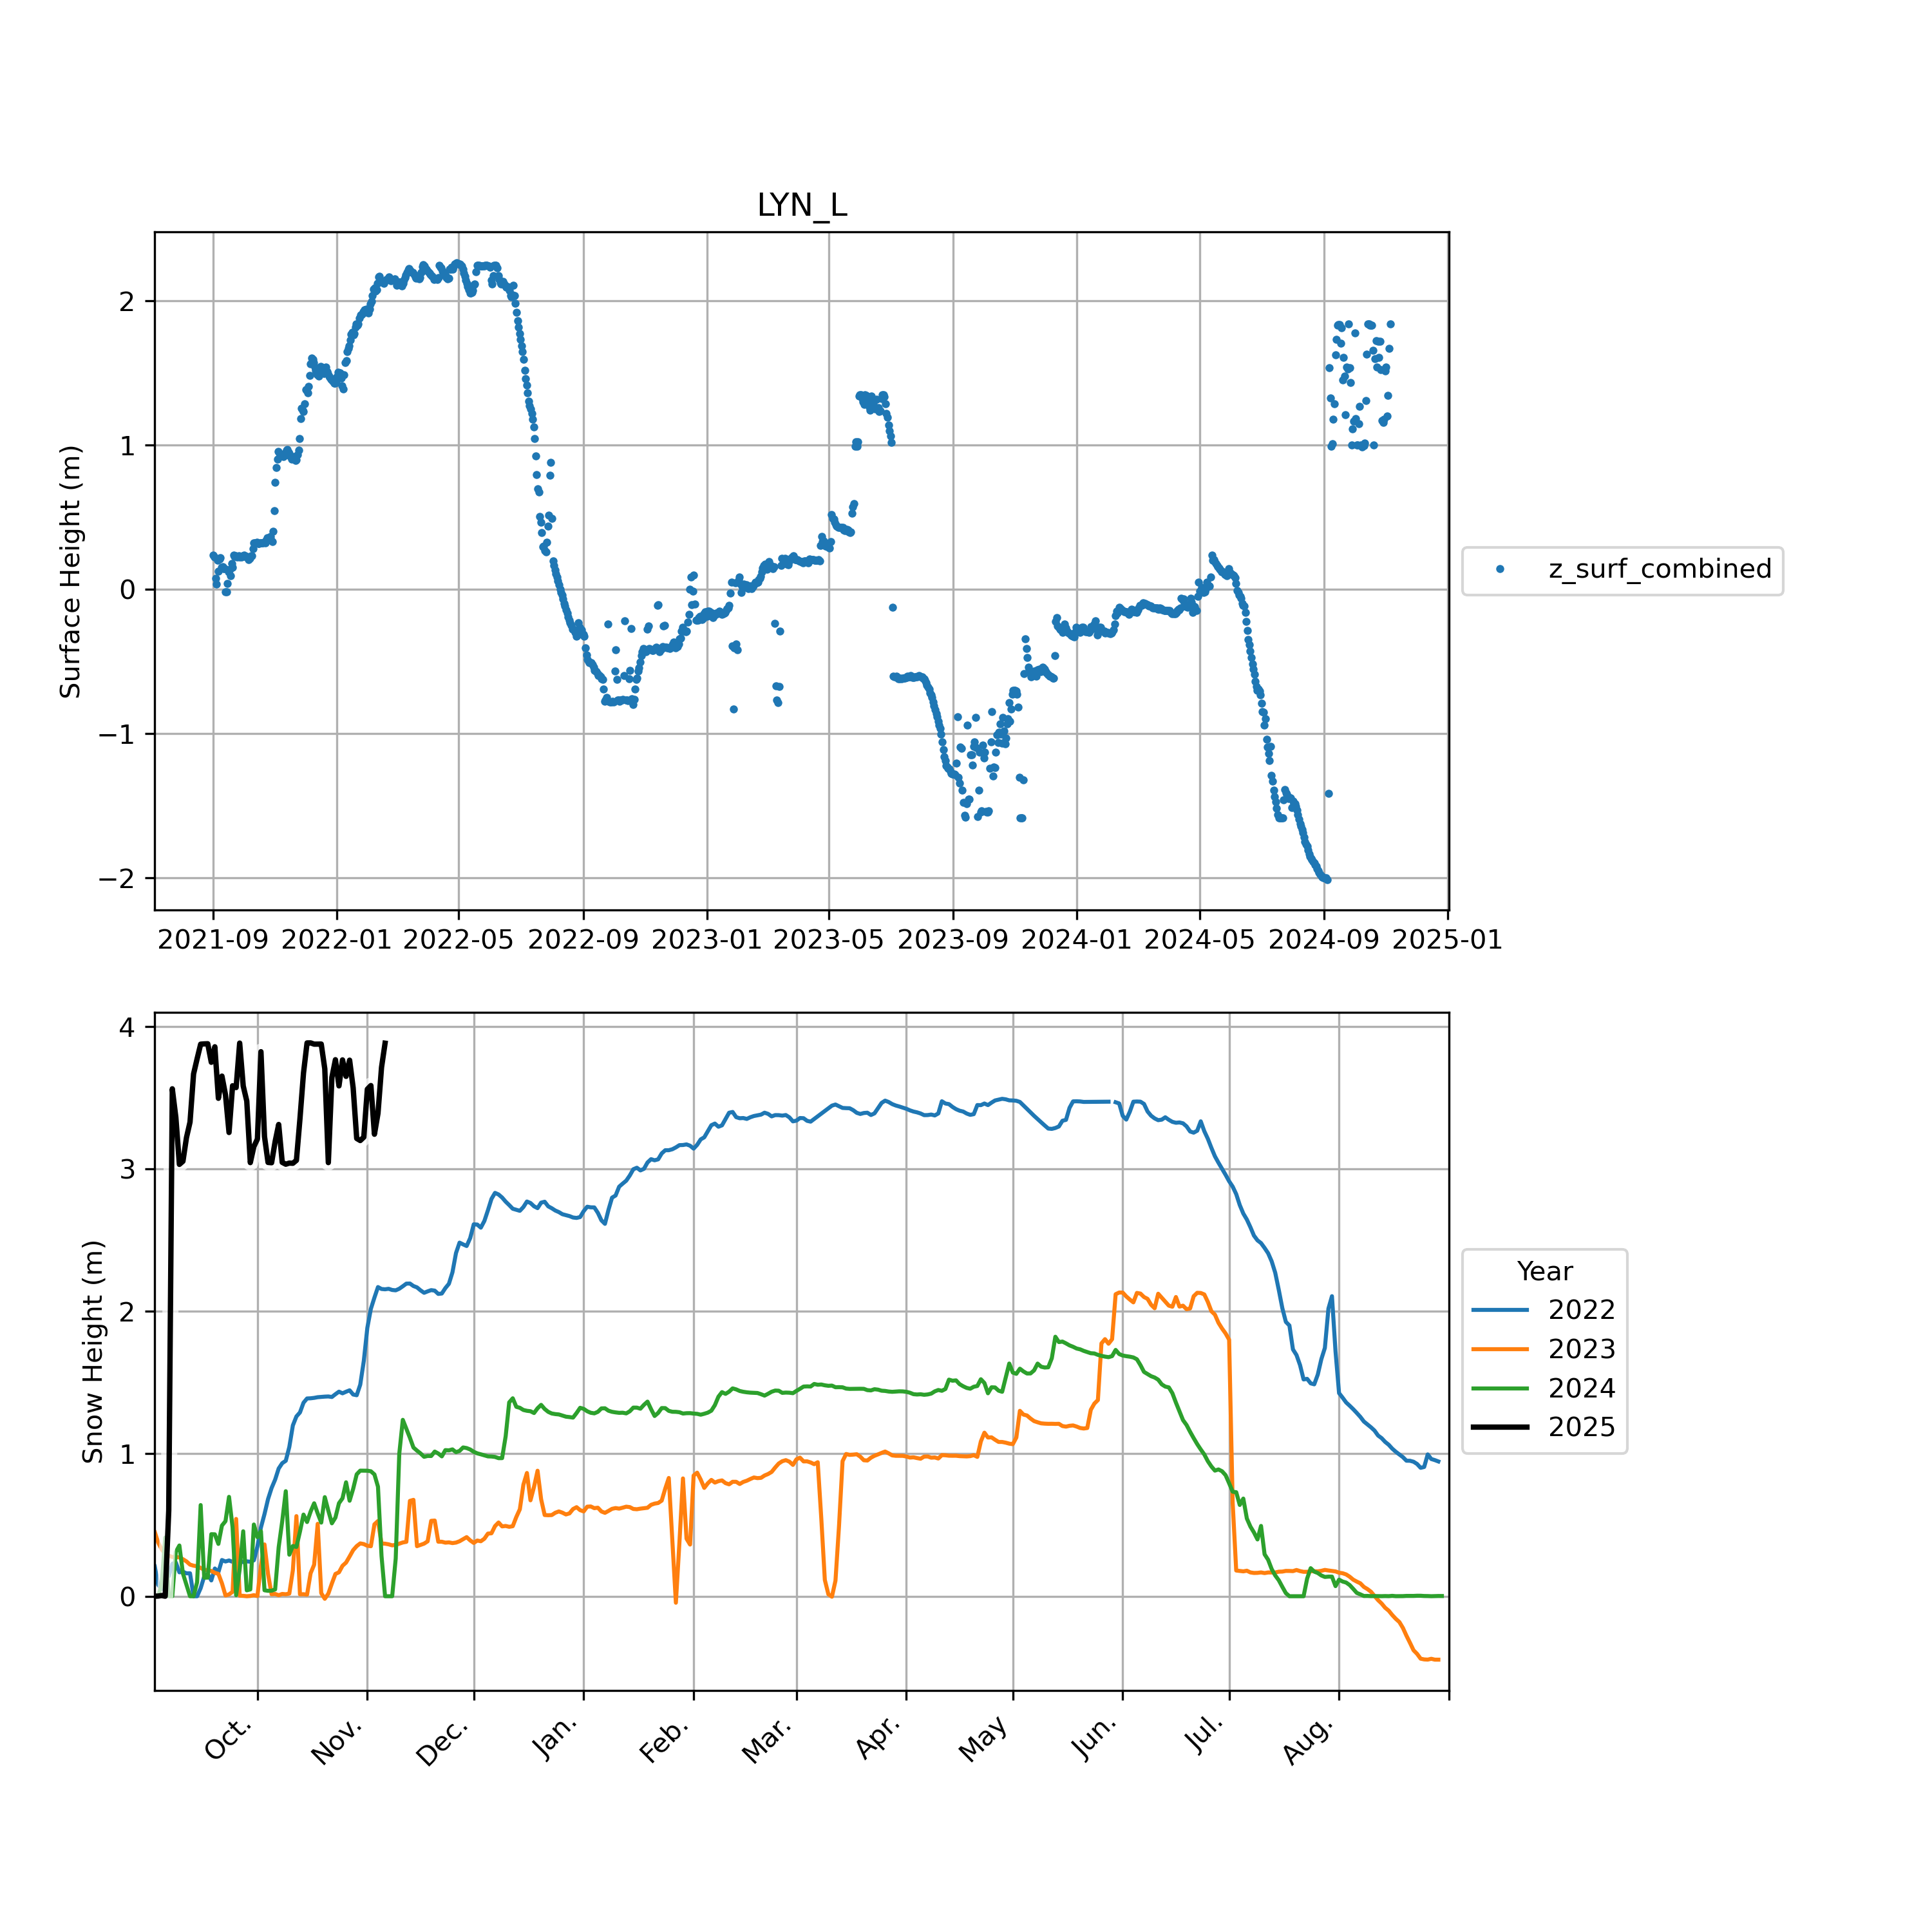 LYN_L
Surface Height (m)
2
1
0
−1
−2
2021-09 2022-01 2022-05 2022-09 2023-01 2023-05 2023-09 2024-01 2024-05 2024-09 2025-01
z_surf_combined
Snow Height (m)
4
3
2
1
0
Oct. Nov. Dec. Jan. Feb. Mar. Apr. May Jun. Jul. Aug.
Year
2022
2023
2024
2025